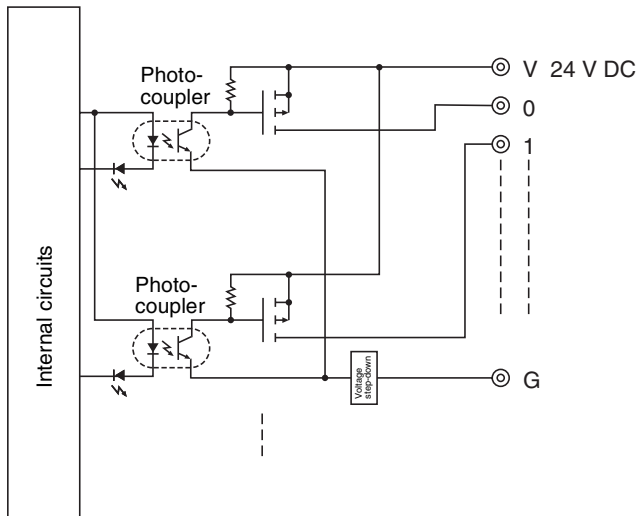 Photo-
coupler
V 24 V DC
0
1
Internal circuits
Photo-
coupler
Voltage
step-down
G